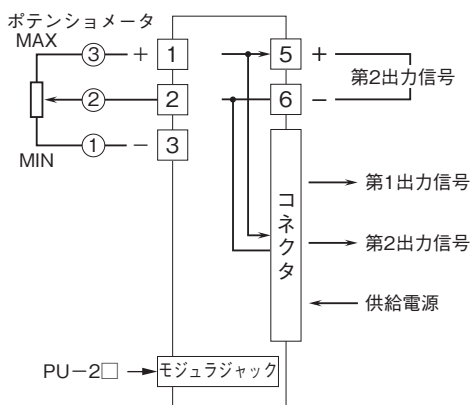 ポテンショメータ
MAX
③ + 1
② 2
① - 3
MIN
5 +
6 -
第2出力信号
コネクタ
第1出力信号
第2出力信号
供給電源
PU-2□
モジュラジャック